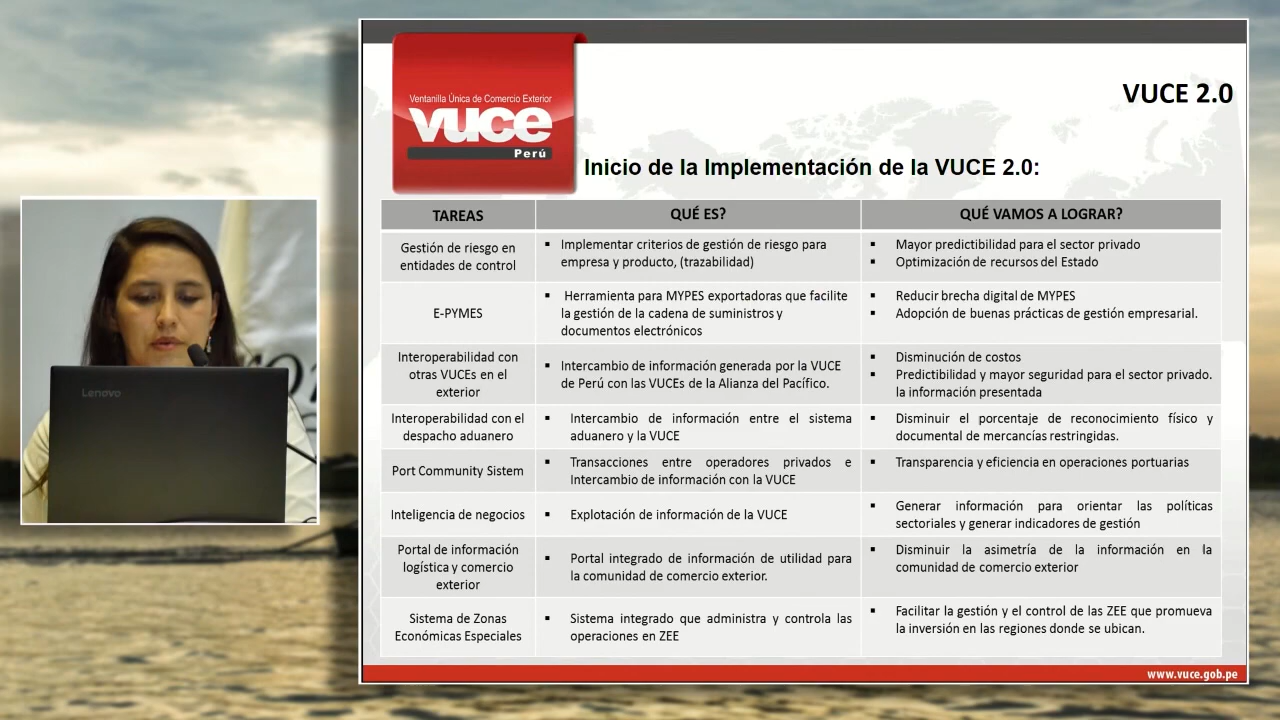 Ventanilla Única de Comercio Exterior
vuce
Perú
VUCE 2.0
Inicio de la Implementación de la VUCE 2.0:
TAREAS
QUÉ ES?
QUÉ VAMOS A LOGRAR?
Gestión de riesgo en
entidades de control
▪ Implementar criterios de gestión de riesgo para
empresa y producto, (trazabilidad)
▪ Mayor predictibilidad para el sector privado
▪ Optimización de recursos del Estado
E-PYMES
▪ Herramienta para MYPES exportadoras que facilite
la gestión de la cadena de suministros y
documentos electrónicos
▪ Reducir brecha digital de MYPES
▪ Adopción de buenas prácticas de gestión empresarial.
Interoperabilidad con
otras VUCEs en el
exterior
▪ Intercambio de información generada por la VUCE
de Perú con las VUCEs de la Alianza del Pacífico.
▪ Disminución de costos
▪ Predictibilidad y mayor seguridad para el sector privado.
la información presentada
Interoperabilidad con el
despacho aduanero
▪ Intercambio de información entre el sistema
aduanero y la VUCE
▪ Disminuir el porcentaje de reconocimiento físico y
documental de mercancías restringidas.
Port Community Sistem
▪ Transacciones entre operadores privados e
Intercambio de información con la VUCE
▪ Transparencia y eficiencia en operaciones portuarias
Inteligencia de negocios
▪ Explotación de información de la VUCE
▪ Generar información para orientar las políticas
sectoriales y generar indicadores de gestión
Portal de información
logística y comercio
exterior
▪ Portal integrado de información de utilidad para
la comunidad de comercio exterior.
▪ Disminuir la asimetría de la información en la
comunidad de comercio exterior
Sistema de Zonas
Económicas Especiales
▪ Sistema integrado que administra y controla las
operaciones en ZEE
▪ Facilitar la gestión y el control de las ZEE que promueva
la inversión en las regiones donde se ubican.
www.vuce.gob.pe
Lenovo